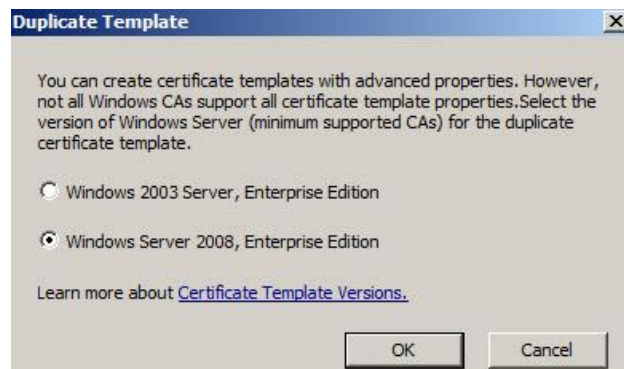 Duplicate Template
You can create certificate templates with advanced properties. However,
not all Windows CAs support all certificate template properties.Select the
version of Windows Server (minimum supported CAs) for the duplicate
certificate template.
Windows 2003 Server, Enterprise Edition
Windows Server 2008, Enterprise Edition
Learn more about Certificate Template Versions.
OK Cancel